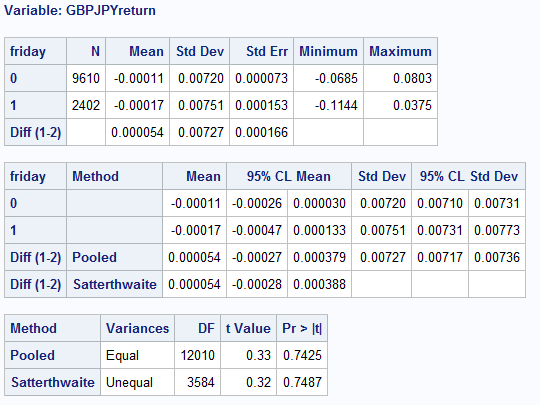 Variable: GBPJPYreturn
friday N Mean Std Dev Std Err Minimum Maximum
0 9610 -0.00011 0.00720 0.000073 -0.0685 0.0803
1 2402 -0.00017 0.00751 0.000153 -0.1144 0.0375
Diff (1-2) 0.000054 0.00727 0.000166
friday Method Mean 95% CL Mean Std Dev 95% CL Std Dev
0 -0.00011 -0.00026 0.000030 0.00720 0.00710 0.00731
1 -0.00017 -0.00047 0.000133 0.00751 0.00731 0.00773
Diff (1-2) Pooled 0.000054 -0.00027 0.000379 0.00727 0.00717 0.00736
Diff (1-2) Satterthwaite 0.000054 -0.00028 0.000388
Method Variances DF t Value Pr > |t|
Pooled Equal 12010 0.33 0.7425
Satterthwaite Unequal 3584 0.32 0.7487